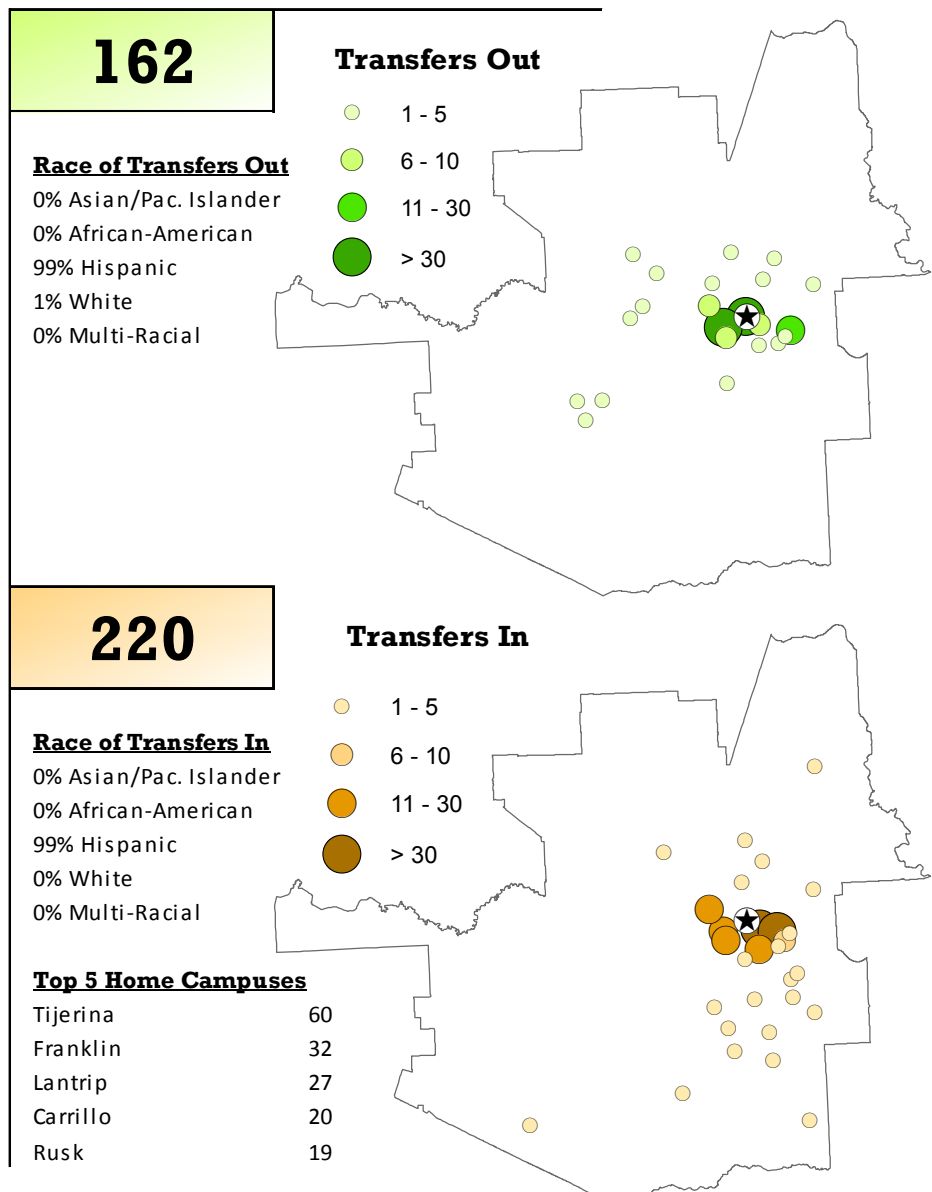 162
Transfers Out
1 - 5
6 - 10
11 - 30
> 30
Race of Transfers Out
0% Asian/Pac. Islander
0% African-American
99% Hispanic
1% White
0% Multi-Racial
220
Transfers In
1 - 5
6 - 10
11 - 30
> 30
Race of Transfers In
0% Asian/Pac. Islander
0% African-American
99% Hispanic
0% White
0% Multi-Racial
Top 5 Home Campuses
Tijerina 60
Franklin 32
Lantrip 27
Carrillo 20
Rusk 19